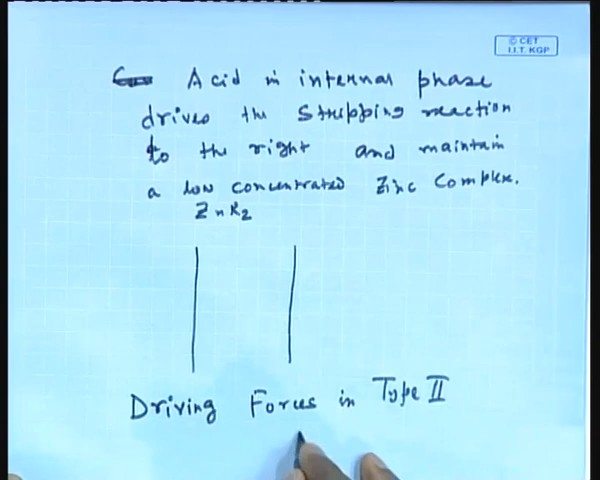 © CET
I.I.T. KGP
Acid in internal phase
drives the stripping reaction
to the right and maintain
a low concentrated Zinc Complex.
ZnR2
Driving Forces in Type II